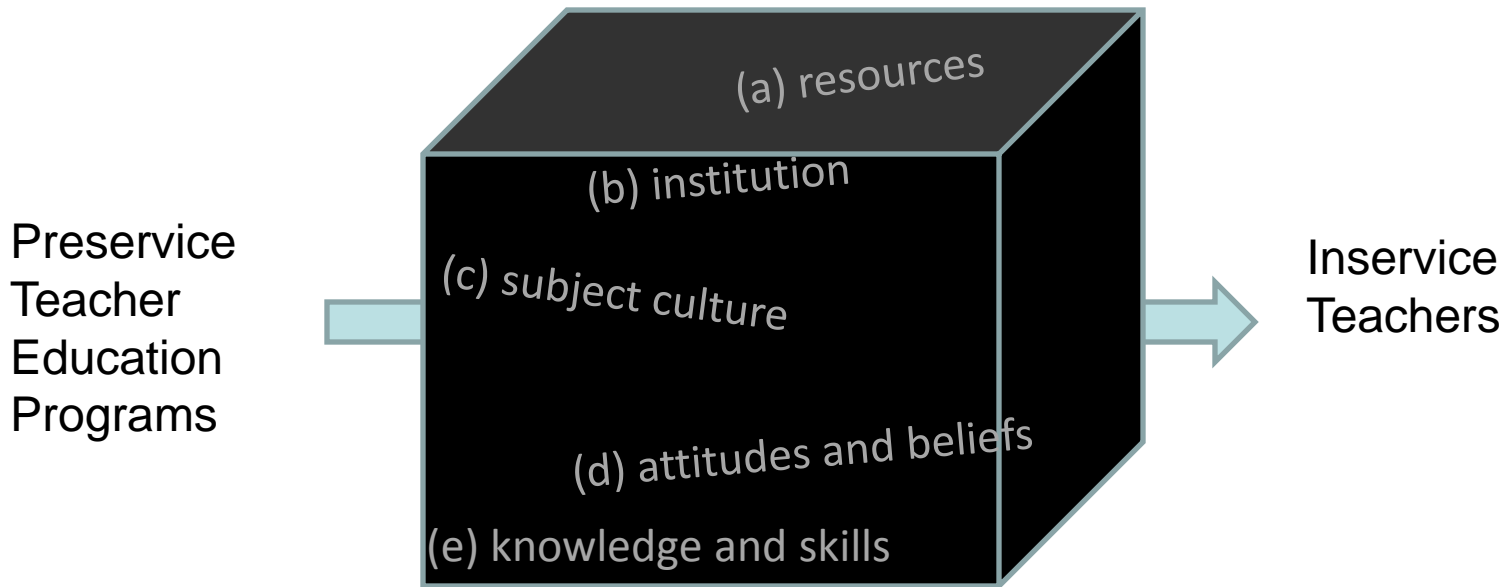 (a) resources
(b) institution
(c) subject culture
(d) attitudes and beliefs
(e) knowledge and skills
Preservice
Teacher
Education
Programs
Inservice
Teachers